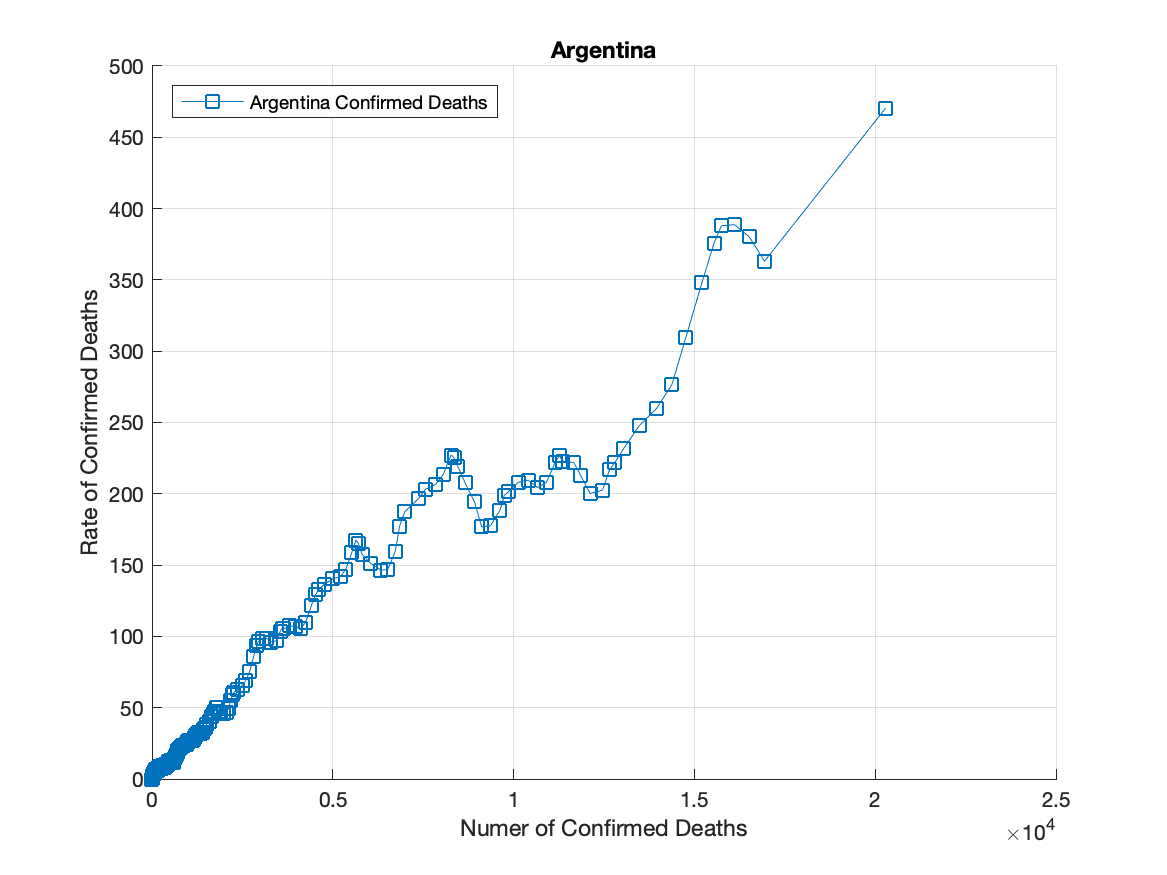 Argentina
Argentina Confirmed Deaths
500
450
400
350
300
250
200
150
100
50
0
Rate of Confirmed Deaths
0 0.5 1 1.5 2 2.5
×10⁴
Numer of Confirmed Deaths